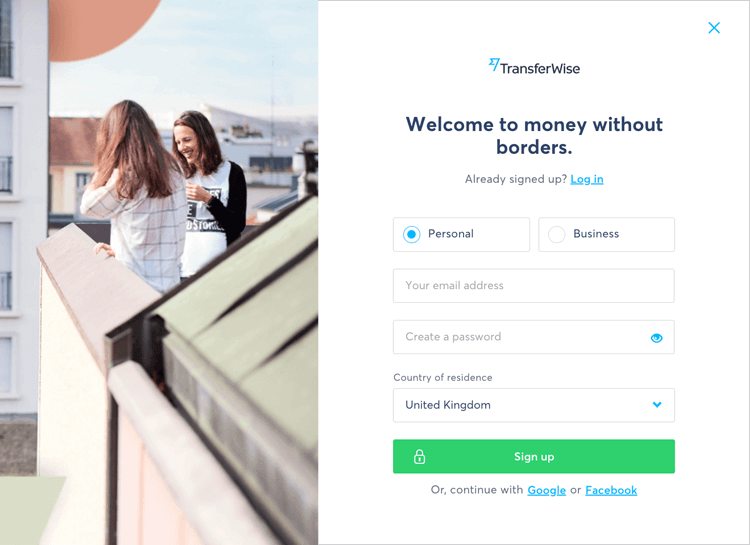 TransferWise
Welcome to money without
borders.
Already signed up? Log in
Personal
Business
Your email address
Create a password
Country of residence
United Kingdom
Sign up
Or, continue with Google or Facebook